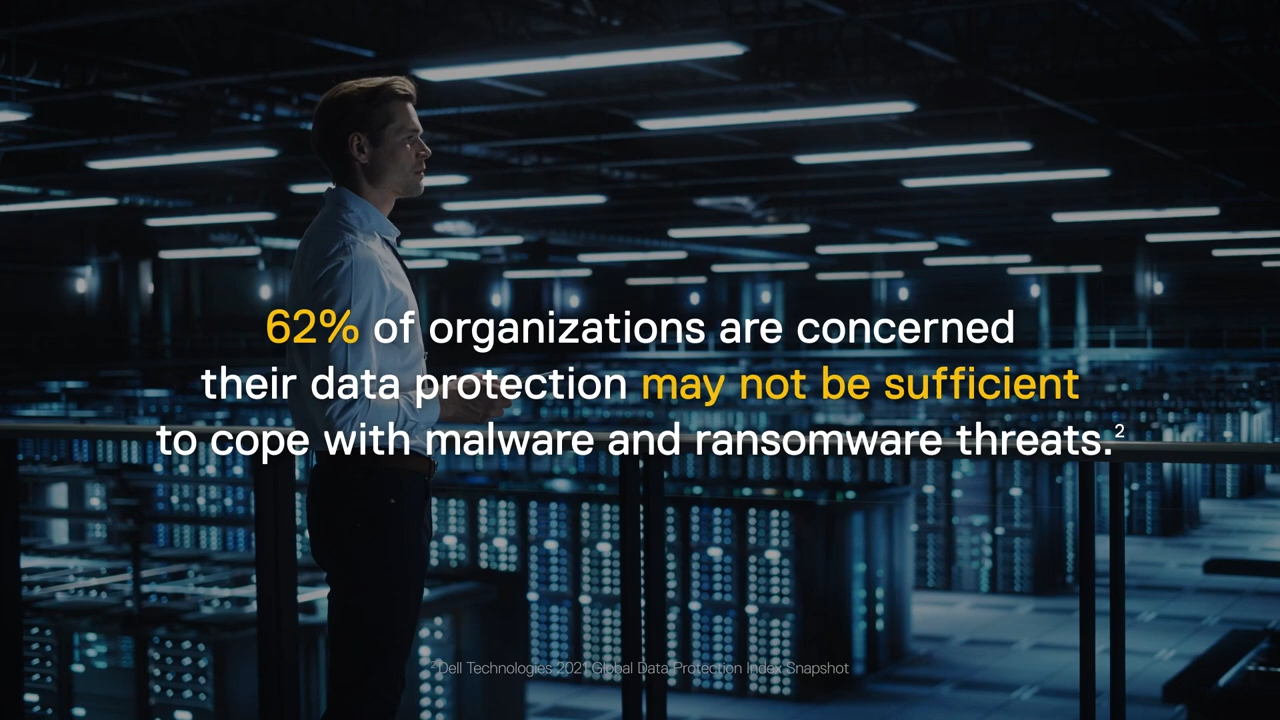 62% of organizations are concerned
their data protection may not be sufficient
to cope with malware and ransomware threats.²
² Dell Technologies 2021 Global Data Protection Index Snapshot